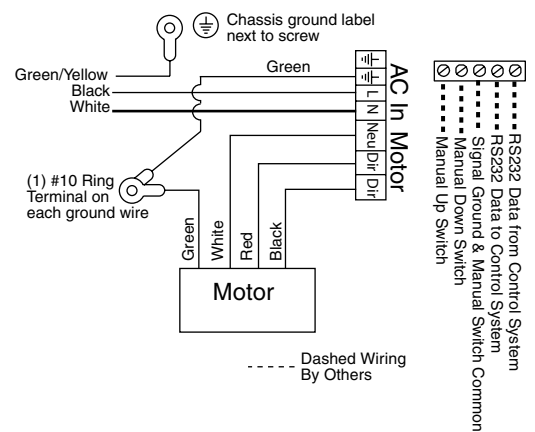 Chassis ground label
next to screw
Green/Yellow
Black
White
Green
L
N
Neu
Dir
Dir
AC In Motor
(1) #10 Ring
Terminal on
each ground wire
Green
White
Red
Black
Motor
Dashed Wiring
By Others
Manual Up Switch
Manual Down Switch
Signal Ground & Manual Switch Common
RS232 Data to Control System
RS232 Data from Control System